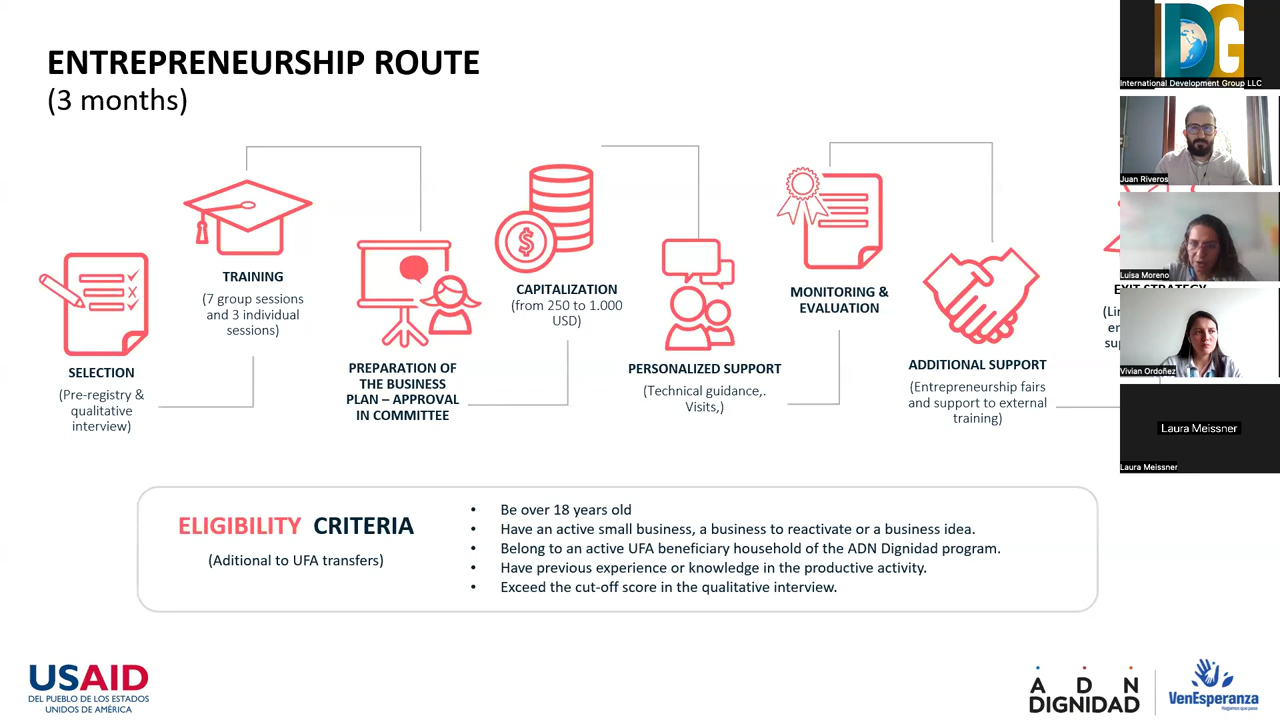 ENTREPRENEURSHIP ROUTE
(3 months)
SELECTION
(Pre-registry &
qualitative
interview)
TRAINING
(7 group sessions
and 3 individual
sessions)
PREPARATION OF
THE BUSINESS
PLAN – APPROVAL
IN COMMITTEE
CAPITALIZATION
(from 250 to 1.000
USD)
$
PERSONALIZED SUPPORT
(Technical guidance,.
Visits,)
MONITORING &
EVALUATION
ADDITIONAL SUPPORT
(Entrepreneurship fairs
and support to external
training)
EXIT STRATEGY
ELIGIBILITY CRITERIA
(Aditional to UFA transfers)
• Be over 18 years old
• Have an active small business, a business to reactivate or a business idea.
• Belong to an active UFA beneficiary household of the ADN Dignidad program.
• Have previous experience or knowledge in the productive activity.
• Exceed the cut-off score in the qualitative interview.
USAID
DEL PUEBLO DE LOS ESTADOS
UNIDOS DE AMÉRICA
ADN
DIGNIDAD
VenEsperanza
IDG
International Development Group LLC
Juan Riveros
Luisa Moreno
Vivian Ordoñez
Laura Meissner
Laura Meissner